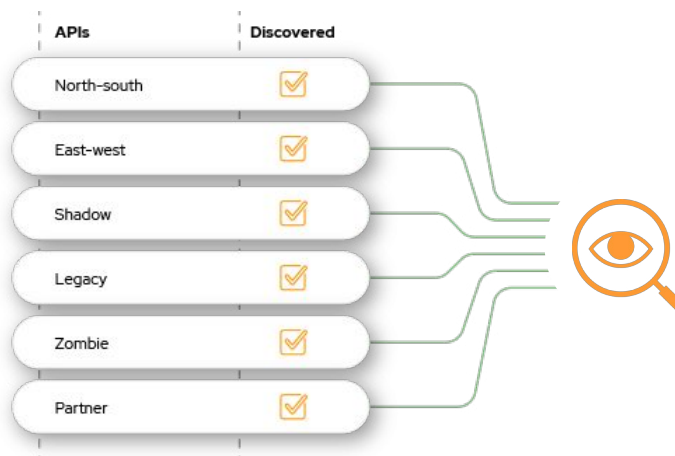 APIs Discovered
North-south
East-west
Shadow
Legacy
Zombie
Partner